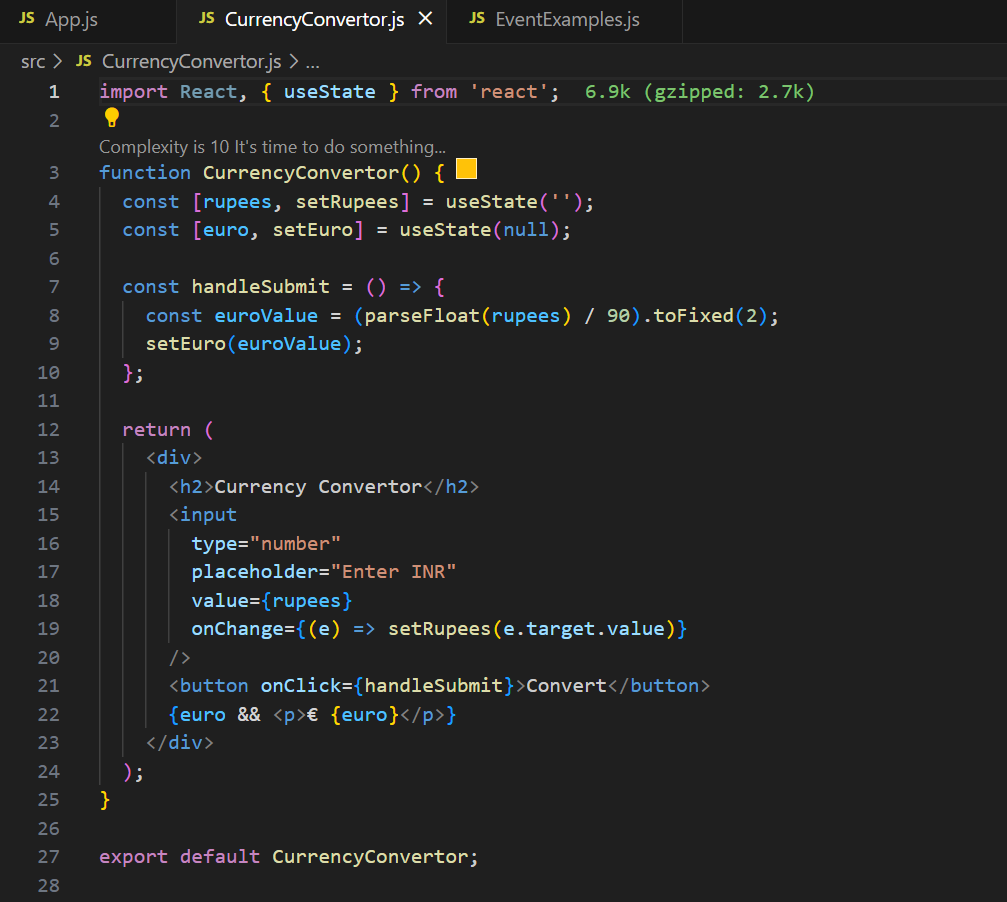 JS App.js JS CurrencyConvertor.js × JS EventExamples.js
src > JS CurrencyConvertor.js > ...
1 import React, { useState } from 'react'; 6.9k (gzipped: 2.7k)
2
Complexity is 10 It's time to do something...
3 function CurrencyConvertor() {
4   const [rupees, setRupees] = useState('');
5   const [euro, setEuro] = useState(null);
6
7   const handleSubmit = () => {
8     const euroValue = (parseFloat(rupees) / 90).toFixed(2);
9     setEuro(euroValue);
10   };
11
12   return (
13     <div>
14       <h2>Currency Convertor</h2>
15       <input
16         type="number"
17         placeholder="Enter INR"
18         value={rupees}
19         onChange={(e) => setRupees(e.target.value)}
20       />
21       <button onClick={handleSubmit}>Convert</button>
22       {euro && <p>€ {euro}</p>}
23     </div>
24   );
25 }
26
27 export default CurrencyConvertor;
28